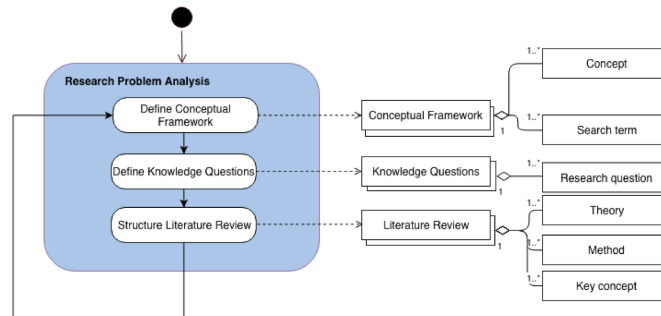 1..*
Concept
Research Problem Analysis
Define Conceptual
Framework
Conceptual Framework
1
1..*
Search term
Define Knowledge Questions
Knowledge Questions
1
1..*
Research question
Structure Literature Review
Literature Review
1
1..*
Theory
1..*
Method
1..*
Key concept